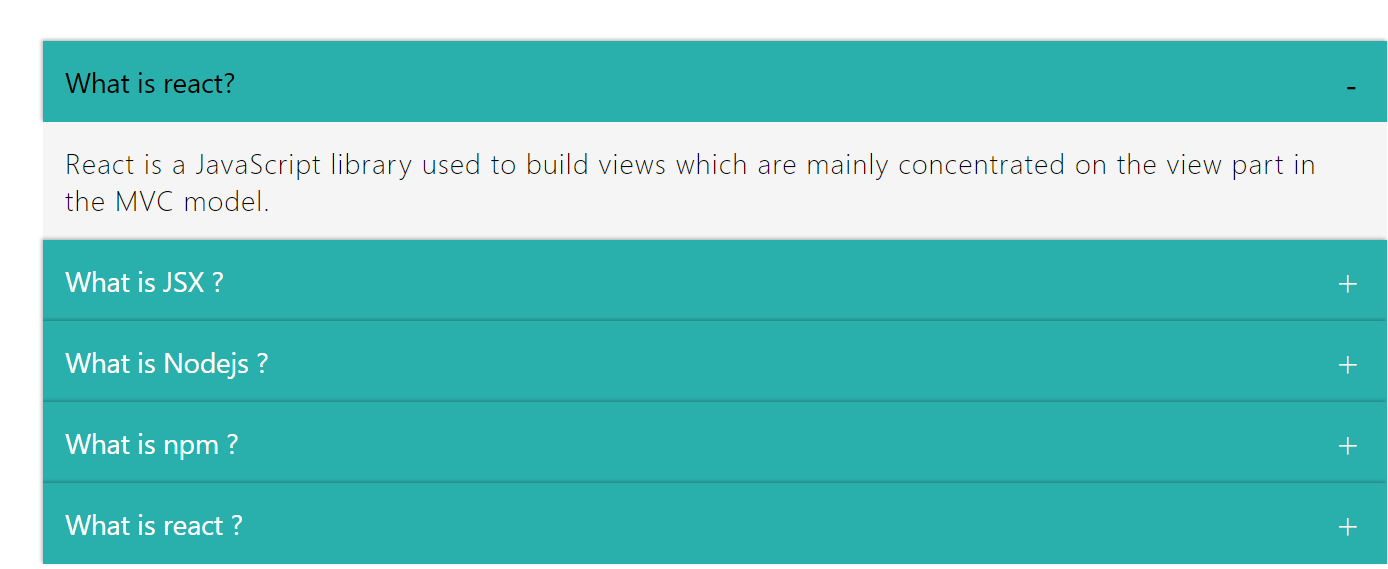 What is react?
-
React is a JavaScript library used to build views which are mainly concentrated on the view part in
the MVC model.
What is JSX ?
+
What is Nodejs ?
+
What is npm ?
+
What is react ?
+